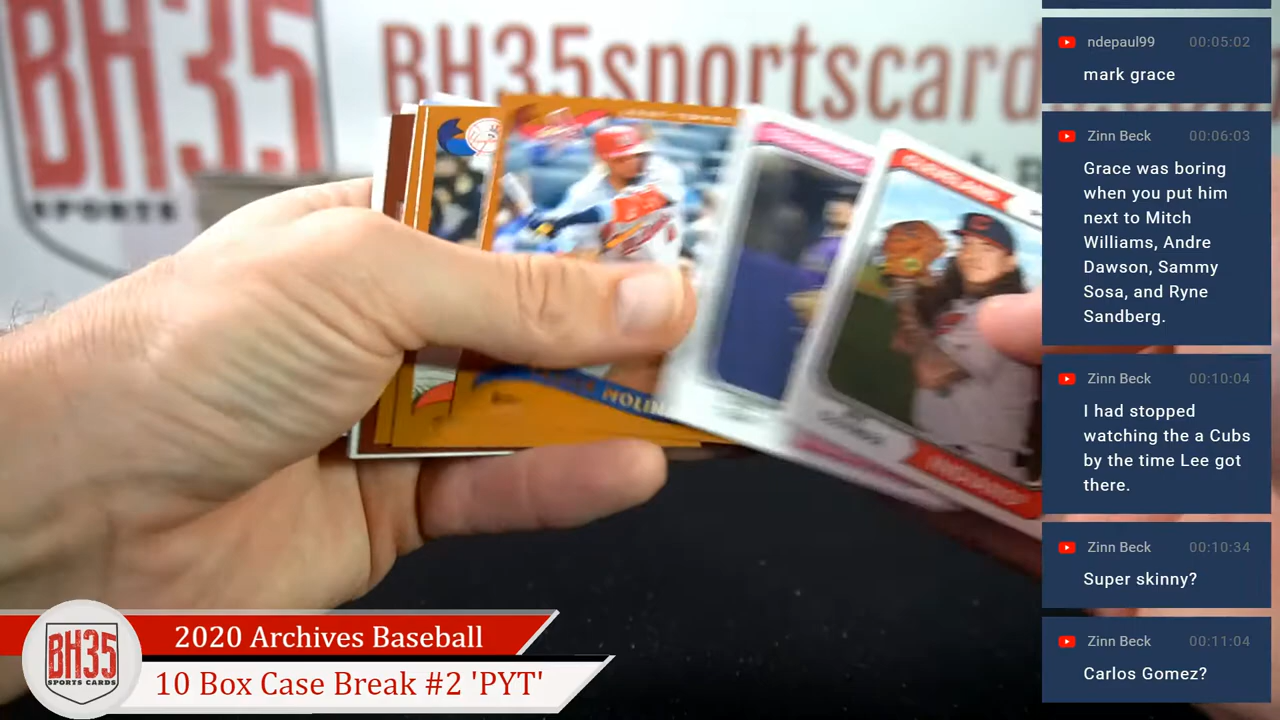 BH35
SPORTS
BH35sportscards
ndepaul99 00:05:02
mark grace
Zinn Beck 00:06:03
Grace was boring
when you put him
next to Mitch
Williams, Andre
Dawson, Sammy
Sosa, and Ryne
Sandberg.
Zinn Beck 00:10:04
I had stopped
watching the a Cubs
by the time Lee got
there.
Zinn Beck 00:10:34
Super skinny?
Zinn Beck 00:11:04
Carlos Gomez?
CLEVELAND
INDIANS
MOLIN
2020 Archives Baseball
10 Box Case Break #2 'PYT'
BH35
SPORTS CARDS